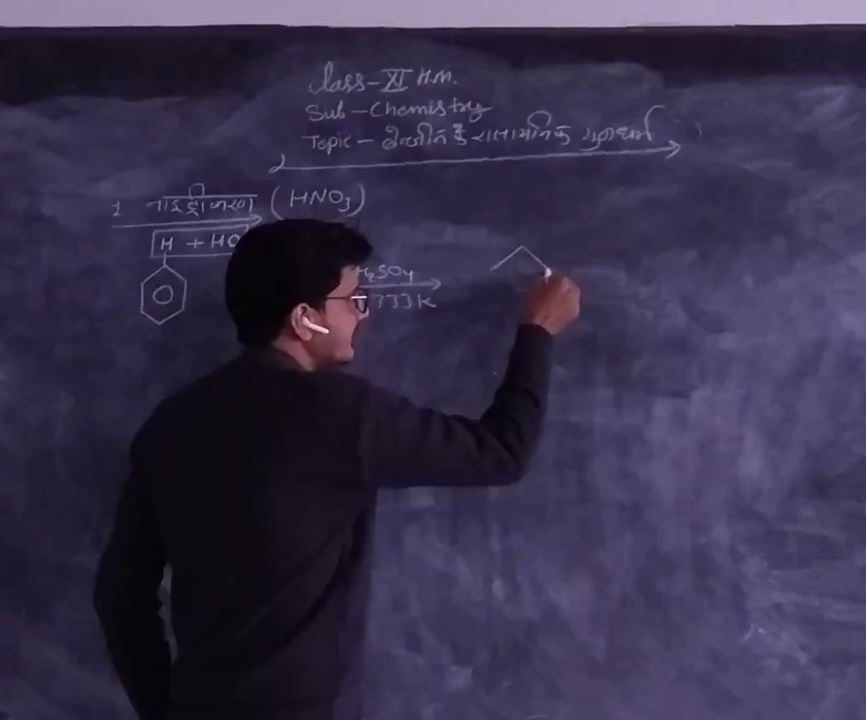 Class-XI H.M.
Sub-Chemistry
Topic- बेन्जीन के रासायनिक गुणधर्म
1 नाइट्रीकरण (HNO3)
H + HO
H2SO4
333K